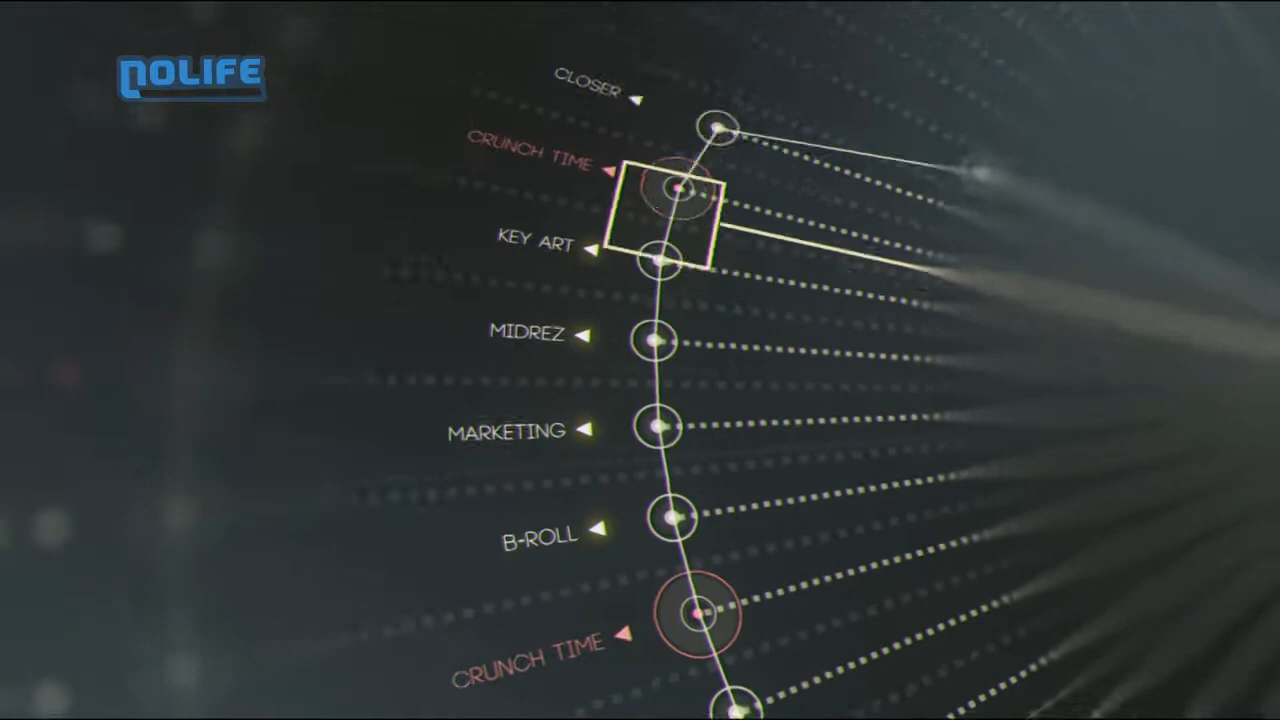 NOLIFE
CLOSER
CRUNCH TIME
KEY ART
MIDREZ
MARKETING
B-ROLL
CRUNCH TIME